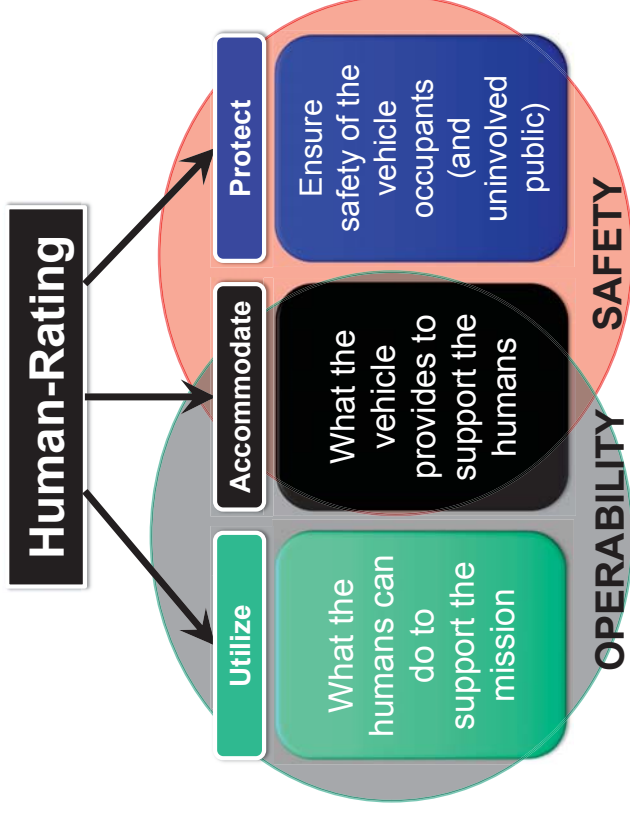 Human-Rating
Utilize
What the
humans can
do to
support the
mission
Accommodate
What the
vehicle
provides to
support the
humans
Protect
Ensure
safety of the
vehicle
occupants
(and
uninvolved
public)
OPERABILITY
SAFETY